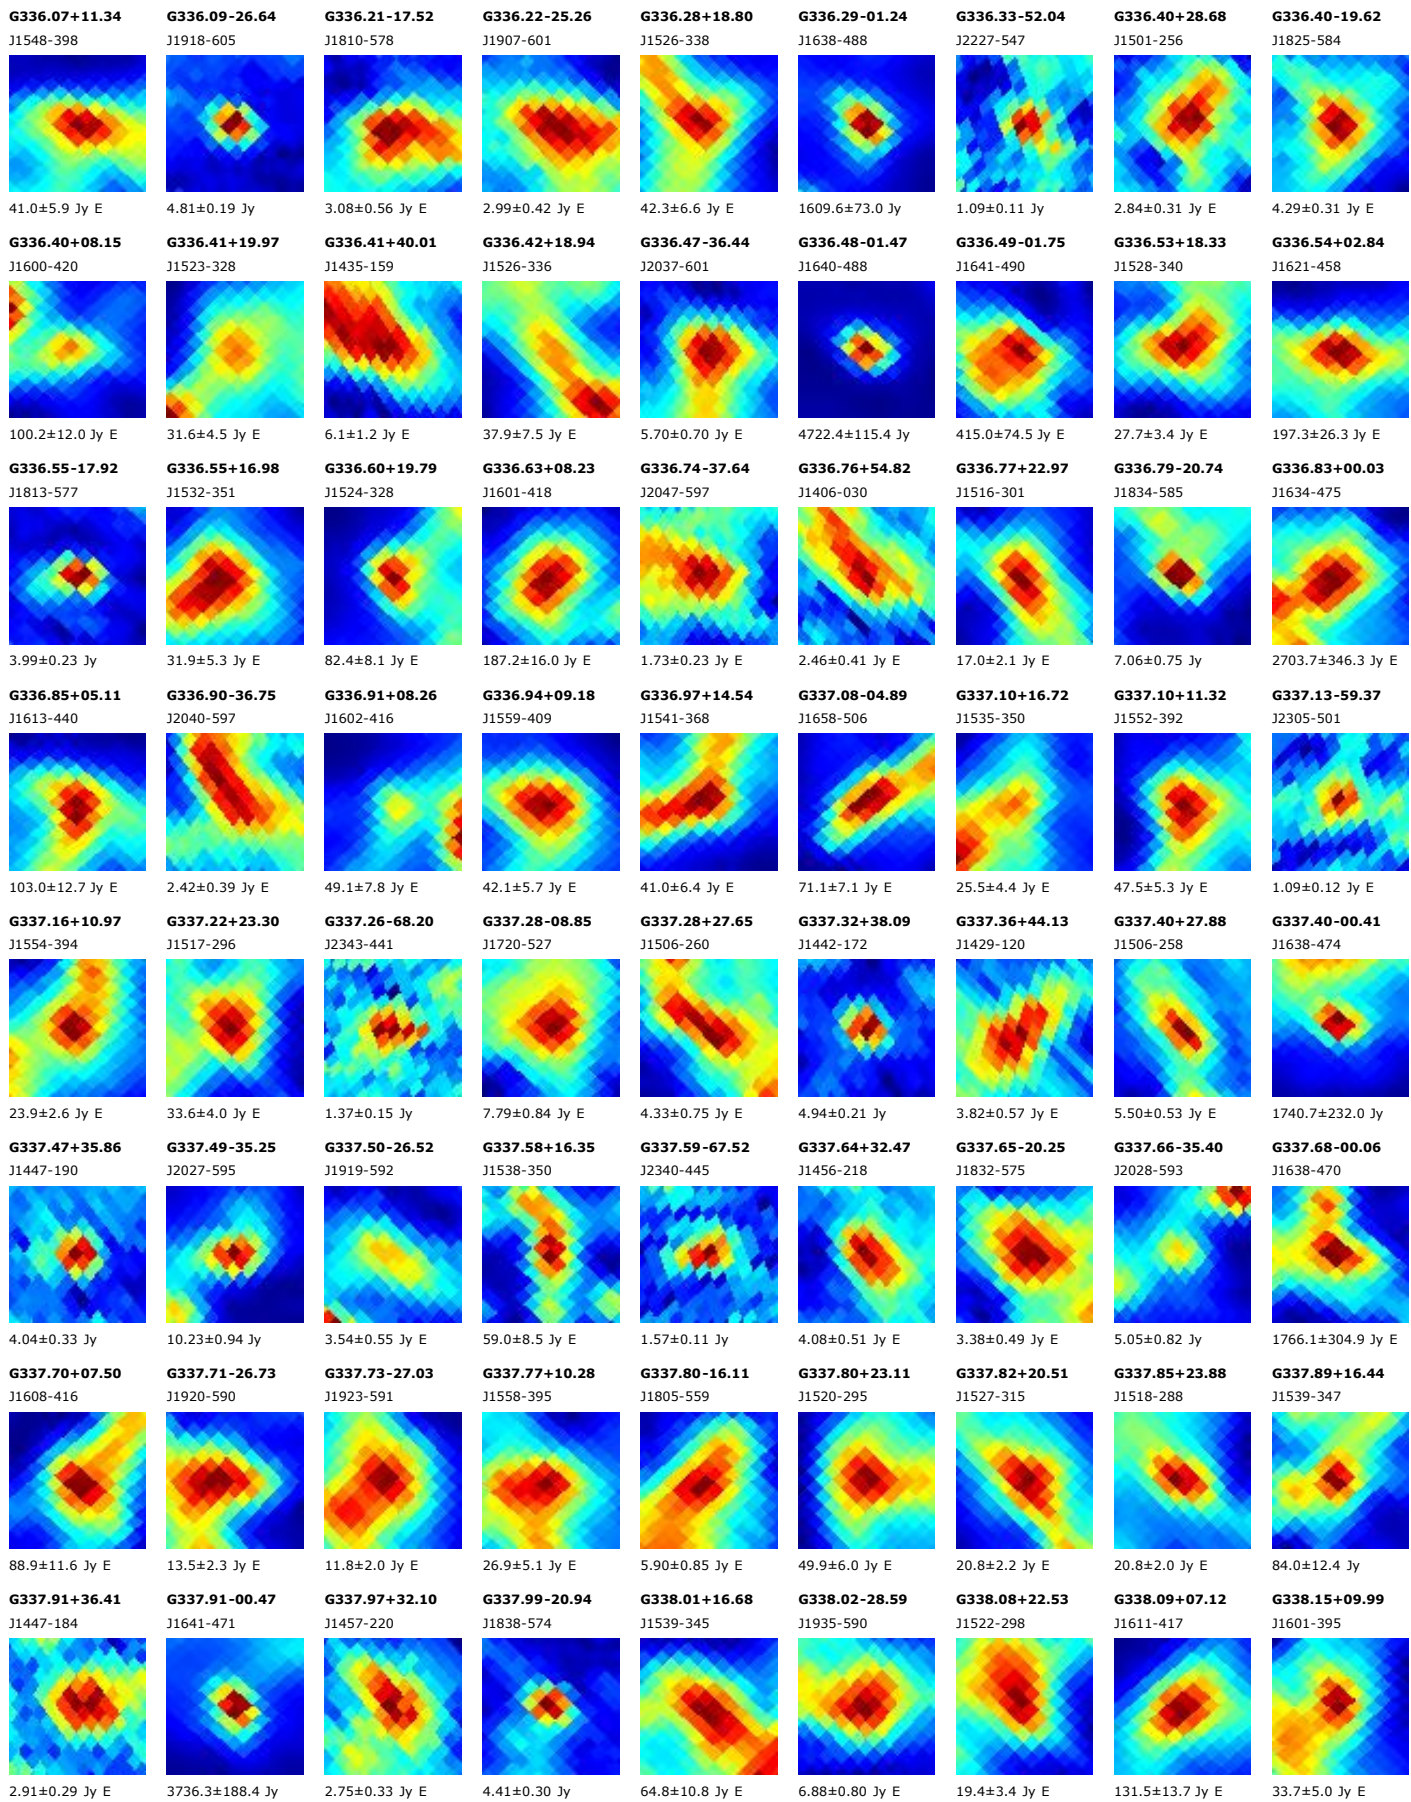 G336.07+11.34 G336.09-26.64 G336.21-17.52 G336.22-25.26 G336.28+18.80 G336.29-01.24 G336.33-52.04 G336.40+28.68 G336.40-19.62
J1548-398 J1918-605 J1810-578 J1907-601 J1526-338 J1638-488 J2227-547 J1501-256 J1825-584
41.0±5.9 Jy E 4.81±0.19 Jy 3.08±0.56 Jy E 2.99±0.42 Jy E 42.3±6.6 Jy E 1609.6±73.0 Jy 1.09±0.11 Jy 2.84±0.31 Jy E 4.29±0.31 Jy E
G336.40+08.15 G336.41+19.97 G336.41+40.01 G336.42+18.94 G336.47-36.44 G336.48-01.47 G336.49-01.75 G336.53+18.33 G336.54+02.84
J1600-420 J1523-328 J1435-159 J1526-336 J2037-601 J1640-488 J1641-490 J1528-340 J1621-458
100.2±12.0 Jy E 31.6±4.5 Jy E 6.1±1.2 Jy E 37.9±7.5 Jy E 5.70±0.70 Jy E 4722.4±115.4 Jy 415.0±74.5 Jy E 27.7±3.4 Jy E 197.3±26.3 Jy E
G336.55-17.92 G336.55+16.98 G336.60+19.79 G336.63+08.23 G336.74-37.64 G336.76+54.82 G336.77+22.97 G336.79-20.74 G336.83+00.03
J1813-577 J1532-351 J1524-328 J1601-418 J2047-597 J1406-030 J1516-301 J1834-585 J1634-475
3.99±0.23 Jy 31.9±5.3 Jy E 82.4±8.1 Jy E 187.2±16.0 Jy E 1.73±0.23 Jy E 2.46±0.41 Jy E 17.0±2.1 Jy E 7.06±0.75 Jy 2703.7±346.3 Jy E
G336.85+05.11 G336.90-36.75 G336.91+08.26 G336.94+09.18 G336.97+14.54 G337.08-04.89 G337.10+16.72 G337.10+11.32 G337.13-59.37
J1613-440 J2040-597 J1602-416 J1559-409 J1541-368 J1658-506 J1535-350 J1552-392 J2305-501
103.0±12.7 Jy E 2.42±0.39 Jy E 49.1±7.8 Jy E 42.1±5.7 Jy E 41.0±6.4 Jy E 71.1±7.1 Jy E 25.5±4.4 Jy E 47.5±5.3 Jy E 1.09±0.12 Jy E
G337.16+10.97 G337.22+23.30 G337.26-68.20 G337.28-08.85 G337.28+27.65 G337.32+38.09 G337.36+44.13 G337.40+27.88 G337.40-00.41
J1554-394 J1517-296 J2343-441 J1720-527 J1506-260 J1442-172 J1429-120 J1506-258 J1638-474
23.9±2.6 Jy E 33.6±4.0 Jy E 1.37±0.15 Jy 7.79±0.84 Jy E 4.33±0.75 Jy E 4.94±0.21 Jy 3.82±0.57 Jy E 5.50±0.53 Jy E 1740.7±232.0 Jy
G337.47+35.86 G337.49-35.25 G337.50-26.52 G337.58+16.35 G337.59-67.52 G337.64+32.47 G337.65-20.25 G337.66-35.40 G337.68-00.06
J1447-190 J2027-595 J1919-592 J1538-350 J2340-445 J1456-218 J1832-575 J2028-593 J1638-470
4.04±0.33 Jy 10.23±0.94 Jy 3.54±0.55 Jy E 59.0±8.5 Jy E 1.57±0.11 Jy 4.08±0.51 Jy E 3.38±0.49 Jy E 5.05±0.82 Jy 1766.1±304.9 Jy E
G337.70+07.50 G337.71-26.73 G337.73-27.03 G337.77+10.28 G337.80-16.11 G337.80+23.11 G337.82+20.51 G337.85+23.88 G337.89+16.44
J1608-416 J1920-590 J1923-591 J1558-395 J1805-559 J1520-295 J1527-315 J1518-288 J1539-347
88.9±11.6 Jy E 13.5±2.3 Jy E 11.8±2.0 Jy E 26.9±5.1 Jy E 5.90±0.85 Jy E 49.9±6.0 Jy E 20.8±2.2 Jy E 20.8±2.0 Jy E 84.0±12.4 Jy
G337.91+36.41 G337.91-00.47 G337.97+32.10 G337.99-20.94 G338.01+16.68 G338.02-28.59 G338.08+22.53 G338.09+07.12 G338.15+09.99
J1447-184 J1641-471 J1457-220 J1838-574 J1539-345 J1935-590 J1522-298 J1611-417 J1601-395
2.91±0.29 Jy E 3736.3±188.4 Jy 2.75±0.33 Jy E 4.41±0.30 Jy 64.8±10.8 Jy E 6.88±0.80 Jy E 19.4±3.4 Jy E 131.5±13.7 Jy E 33.7±5.0 Jy E